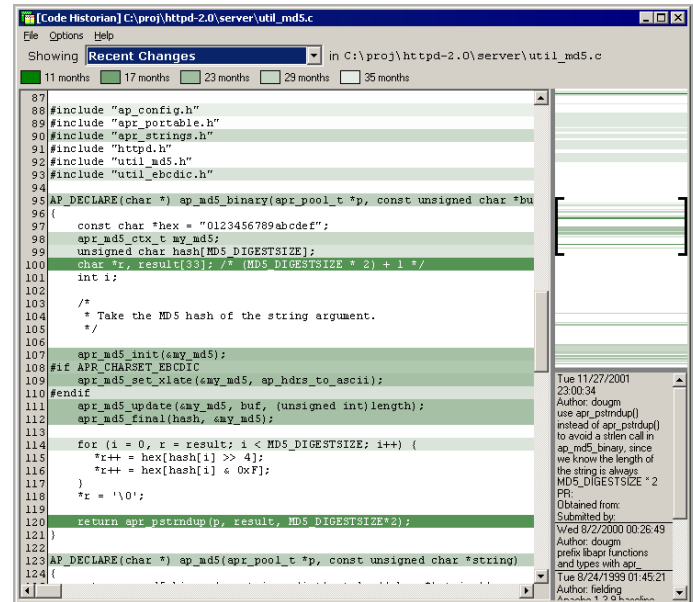 [Code Historian] C:\proj\httpd-2.0\server\util_md5.c
File Options Help
Showing Recent Changes in C:\proj\httpd-2.0\server\util_md5.c
11 months 17 months 23 months 29 months 35 months
87
88 #include "ap_config.h"
89 #include "apr_portable.h"
90 #include "apr_strings.h"
91 #include "httpd.h"
92 #include "util_md5.h"
93 #include "util_ebcdic.h"
94
95 AP_DECLARE(char *) ap_md5_binary(apr_pool_t *p, const unsigned char *bu
96 {
97 const char *hex = "0123456789abcdef";
98 apr_md5_ctx_t my_md5;
99 unsigned char hash[MD5_DIGESTSIZE];
100 char *r, result[33]; /* (MD5_DIGESTSIZE * 2) + 1 */
101 int i;
102
103 /*
104 * Take the MD5 hash of the string argument.
105 */
106
107 apr_md5_init(&my_md5);
108 #if APR_CHARSET_EBCDIC
109 apr_md5_set_xlate(&my_md5, ap_hdrs_to_ascii);
110 #endif
111 apr_md5_update(&my_md5, buf, (unsigned int)length);
112 apr_md5_final(hash, &my_md5);
113
114 for (i = 0, r = result; i < MD5_DIGESTSIZE; i++) {
115 *r++ = hex[hash[i] >> 4];
116 *r++ = hex[hash[i] & 0xF];
117 }
118 *r = '\0';
119
120 return apr_pstrndup(p, result, MD5_DIGESTSIZE*2);
121 }
122
123 AP_DECLARE(char *) ap_md5(apr_pool_t *p, const unsigned char *string)
124 {
Tue 11/27/2001
23:00:34
Author: dougm
use apr_pstrndup()
instead of apr_pstrdup()
to avoid a strlen call in
ap_md5_binary, since
we know the length of
the string is always
MD5_DIGESTSIZE * 2
PR:
Obtained from:
Submitted by:
Wed 8/2/2000 00:26:49
Author: dougm
prefix libapr functions
and types with apr_
Tue 8/24/1999 01:45:21
Author: fielding
Apache 1.3.9 baseline